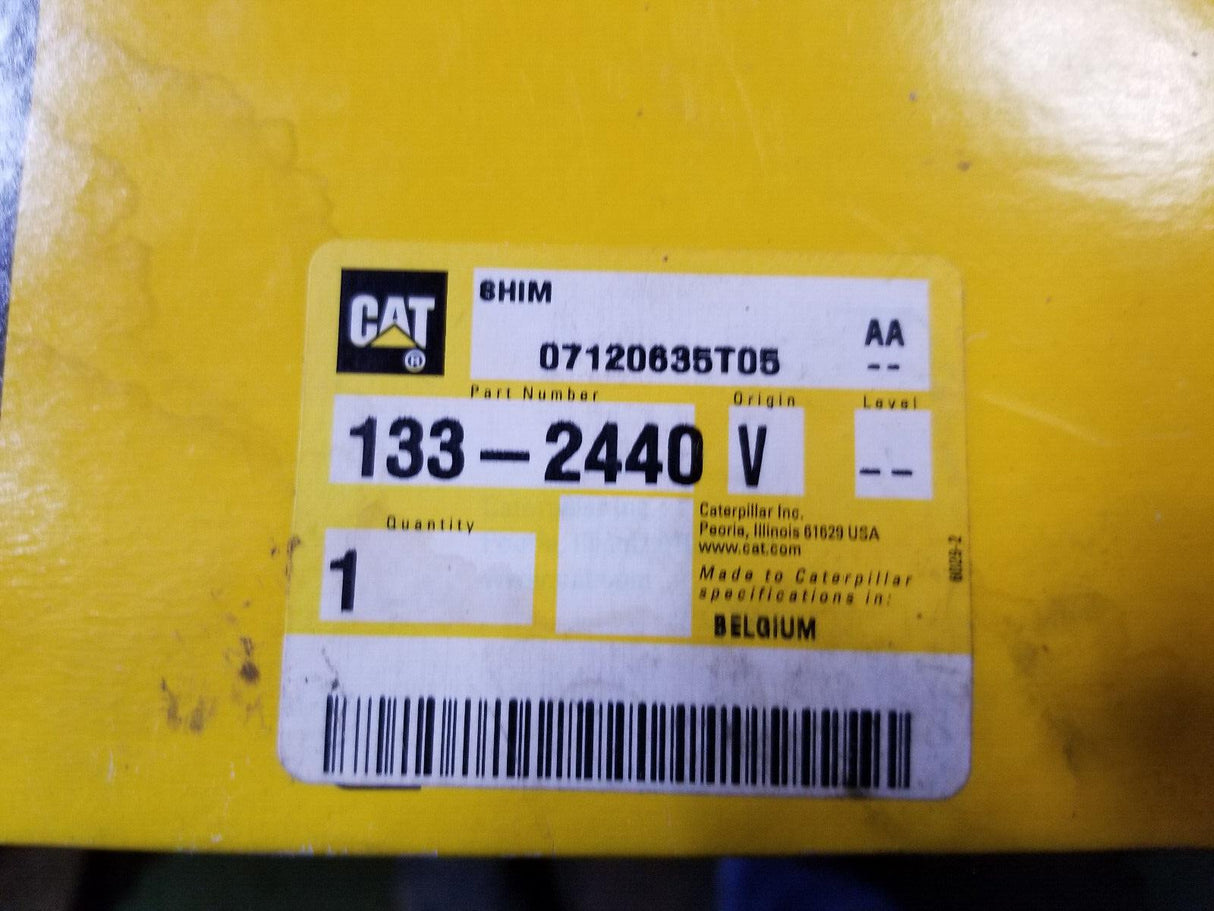 CAT
®
SHIM
07120635T05
AA
--
Part Number
Origin
Level
133-2440
V
--
Quantity
1
Caterpillar Inc.
Peoria, Illinois 61629 USA
www.cat.com
Made to Caterpillar
specifications in:
BELGIUM